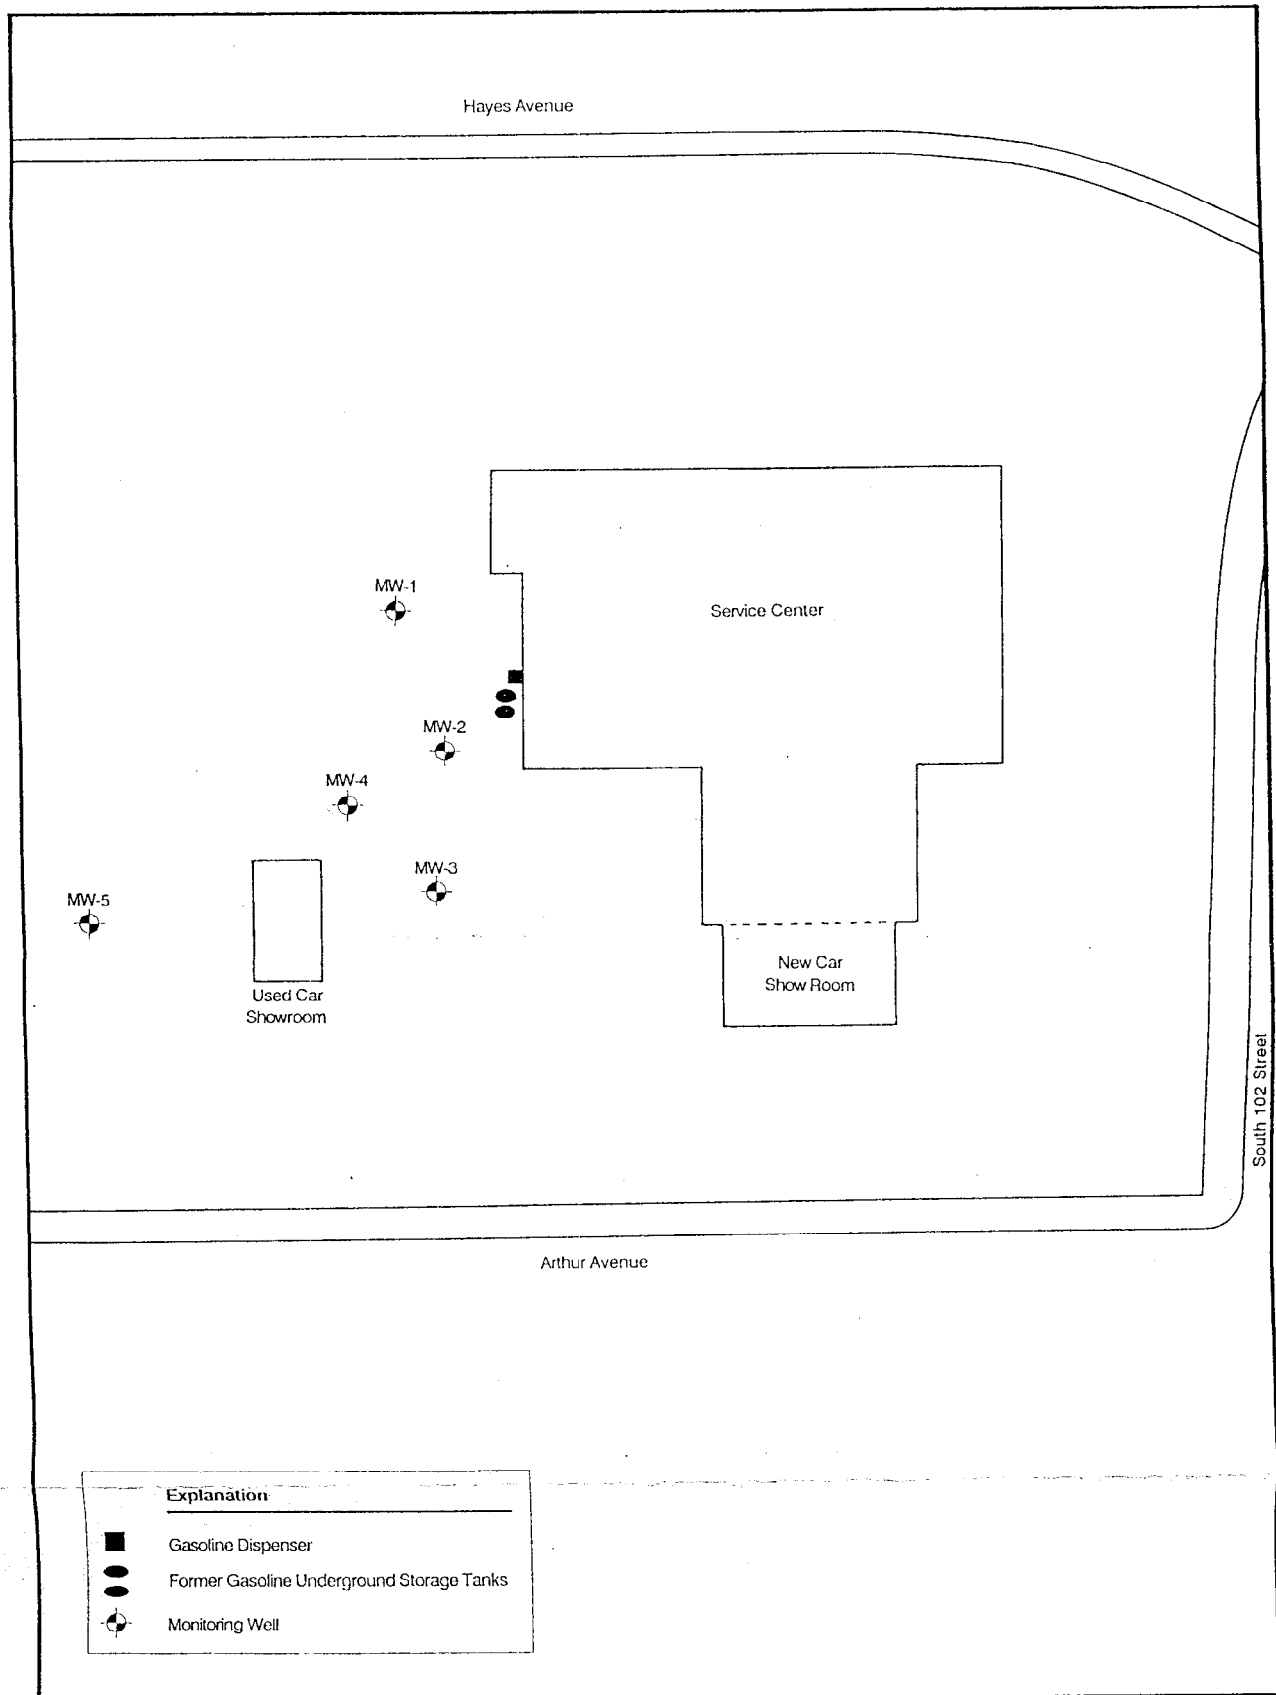 Hayes Avenue
MW-1
Service Center
MW-2
MW-4
MW-3
MW-5
New Car
Show Room
Used Car
Showroom
South 102 Street
Arthur Avenue
Explanation
Gasoline Dispenser
Former Gasoline Underground Storage Tanks
Monitoring Well